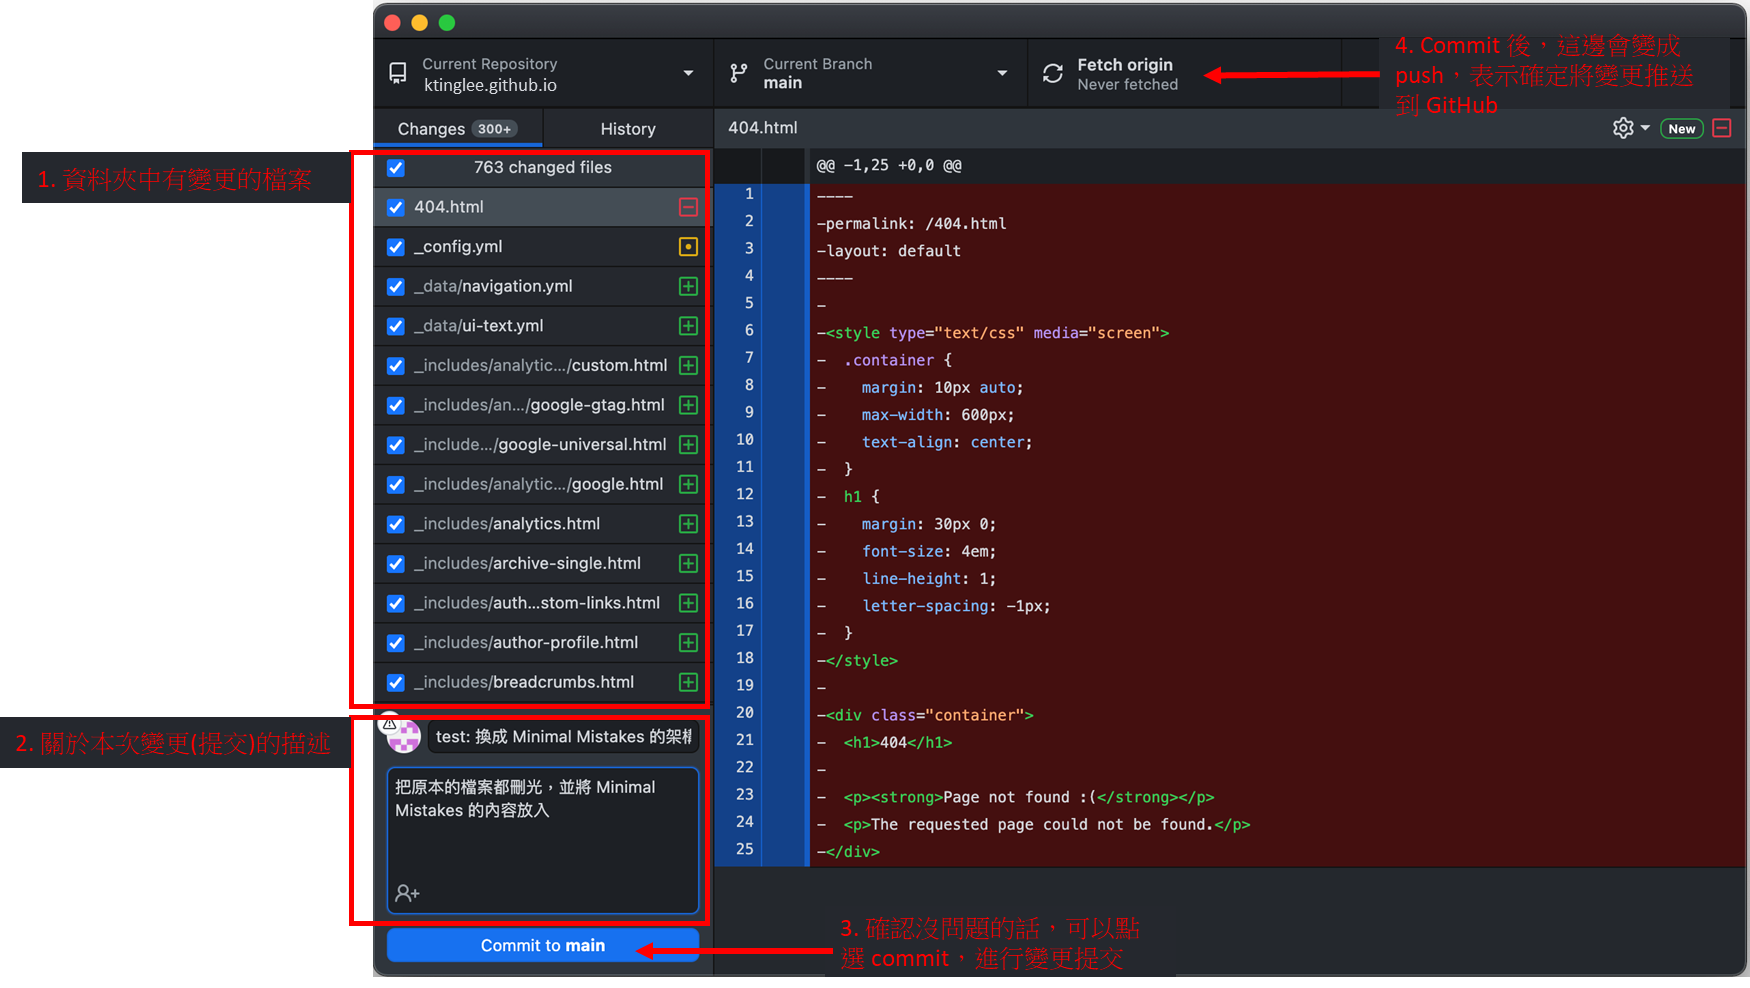 Current Repository
ktinglee.github.io
Current Branch
main
Fetch origin
Never fetched
4. Commit 後，這邊會變成
push，表示確定將變更推送
到 GitHub
Changes 300+
History
404.html
New
1. 資料夾中有變更的檔案
763 changed files
404.html
_config.yml
_data/navigation.yml
_data/ui-text.yml
_includes/analytic.../custom.html
_includes/an.../google-gtag.html
_include.../google-universal.html
_includes/analytic.../google.html
_includes/analytics.html
_includes/archive-single.html
_includes/auth...stom-links.html
_includes/author-profile.html
_includes/breadcrumbs.html
@@ -1,25 +0,0 @@
1 ----
2 -permalink: /404.html
3 -layout: default
4 ----
5 -
6 -<style type="text/css" media="screen">
7 -  .container {
8 -    margin: 10px auto;
9 -    max-width: 600px;
10 -    text-align: center;
11 -  }
12 -  h1 {
13 -    margin: 30px 0;
14 -    font-size: 4em;
15 -    line-height: 1;
16 -    letter-spacing: -1px;
17 -  }
18 -</style>
19 -
20 -<div class="container">
21 -  <h1>404</h1>
22 -
23 -  <p><strong>Page not found :(</strong></p>
24 -  <p>The requested page could not be found.</p>
25 -</div>
2. 關於本次變更(提交)的描述
test: 換成 Minimal Mistakes 的架
把原本的檔案都刪光，並將 Minimal
Mistakes 的內容放入
Commit to main
3. 確認沒問題的話，可以點
選 commit，進行變更提交